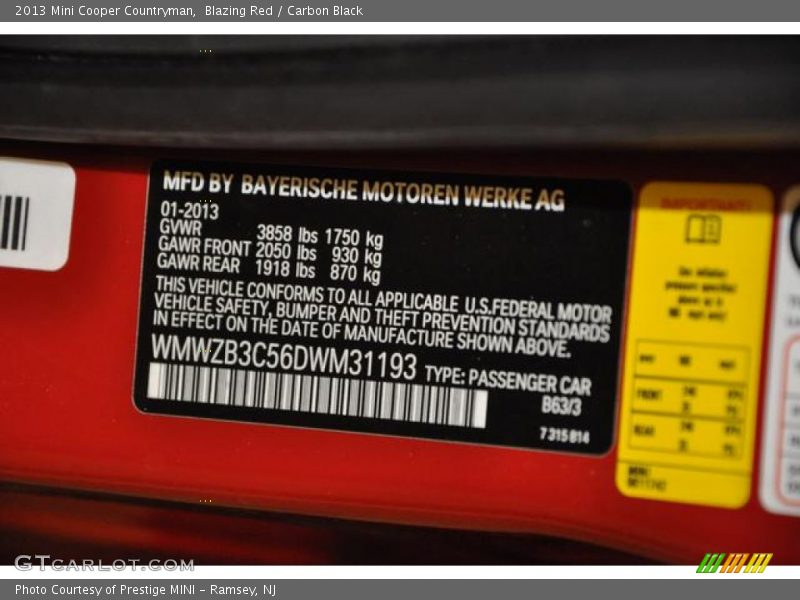 2013 Mini Cooper Countryman,  Blazing Red / Carbon Black
MFD BY BAYERISCHE MOTOREN WERKE AG
01-2013
GVWR 3858 lbs 1750 kg
GAWR FRONT 2050 lbs 930 kg
GAWR REAR 1918 lbs 870 kg
THIS VEHICLE CONFORMS TO ALL APPLICABLE U.S.FEDERAL MOTOR
VEHICLE SAFETY, BUMPER AND THEFT PREVENTION STANDARDS
IN EFFECT ON THE DATE OF MANUFACTURE SHOWN ABOVE.
WMWZB3C56DWM31193 TYPE: PASSENGER CAR
B63/3
7 315 814
IMPORTANT!
FRONT
REAR
GTcarlot.com
Photo Courtesy of Prestige MINI - Ramsey, NJ